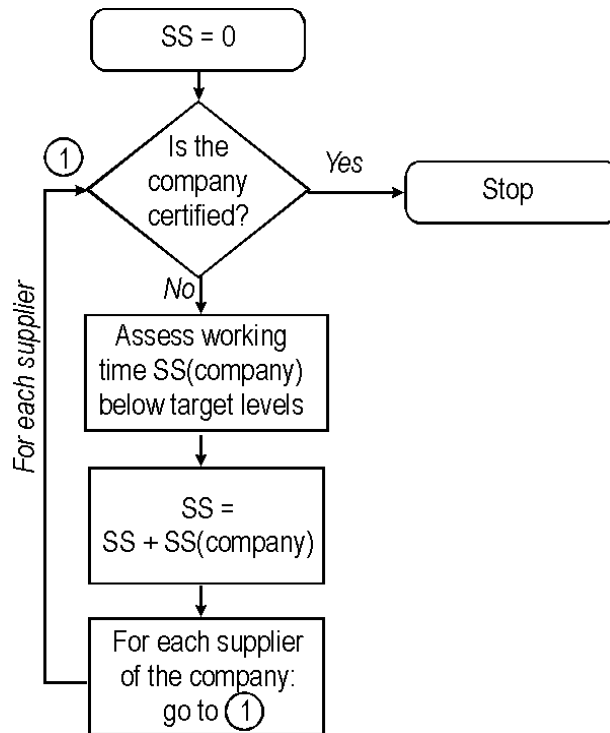 SS = 0
1
Is the
company
certified?
Yes
Stop
No
Assess working
time SS(company)
below target levels
For each supplier
SS =
SS + SS(company)
For each supplier
of the company:
go to 1